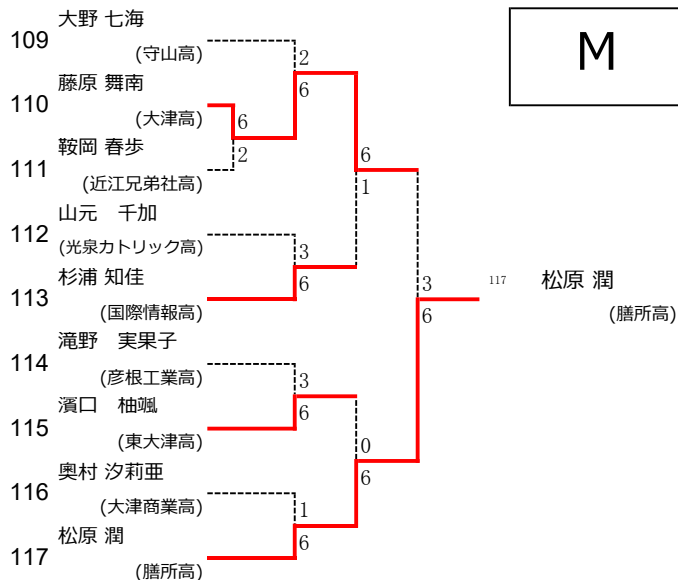 M
109 大野 七海
(守山高)
110 藤原 舞南
(大津高)
111 鞍岡 春歩
(近江兄弟社高)
112 山元　千加
(光泉カトリック高)
113 杉浦 知佳
(国際情報高)
114 滝野　実果子
(彦根工業高)
115 濱口　柚颯
(東大津高)
116 奥村 汐莉亜
(大津商業高)
117 松原 潤
(膳所高)
6
2
2
6
3
6
3
6
1
6
6
1
0
6
3
6
117 松原 潤
(膳所高)